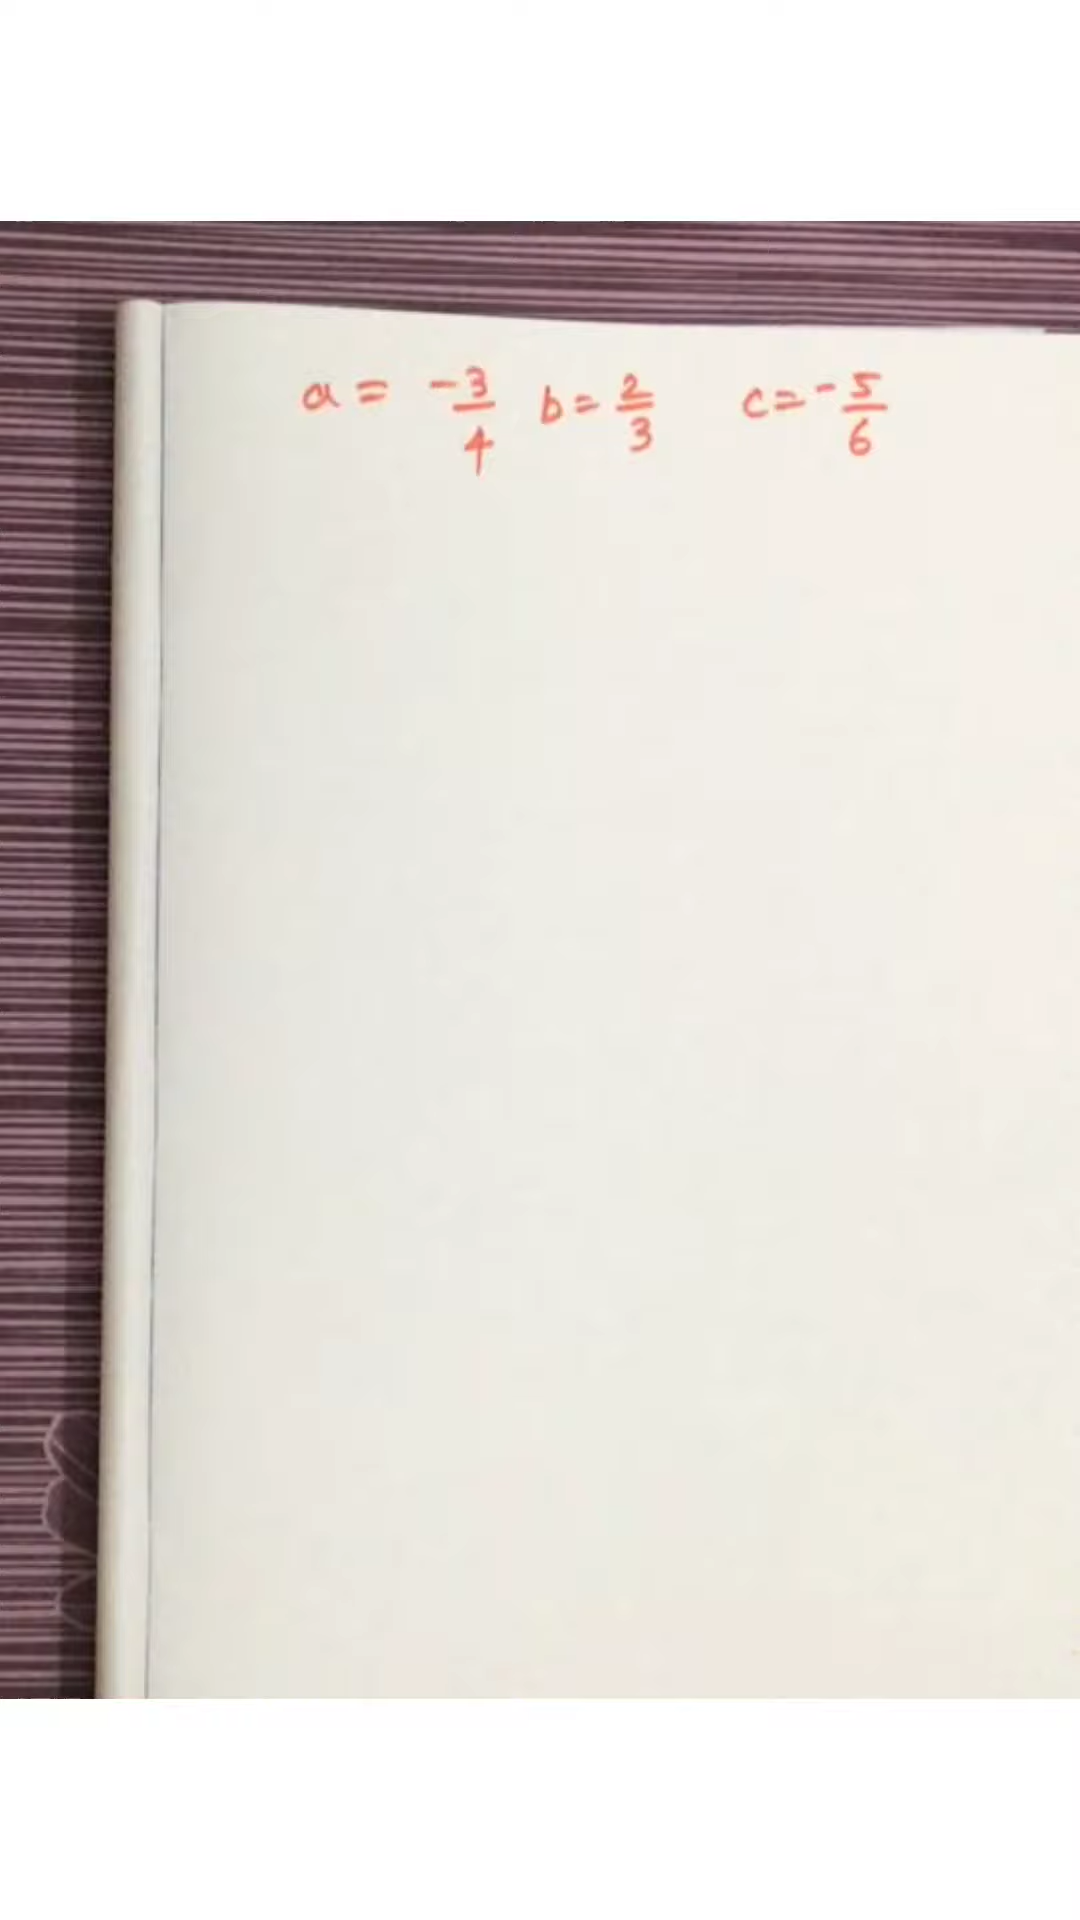 a = -3/4 b = 2/3 c = -5/6